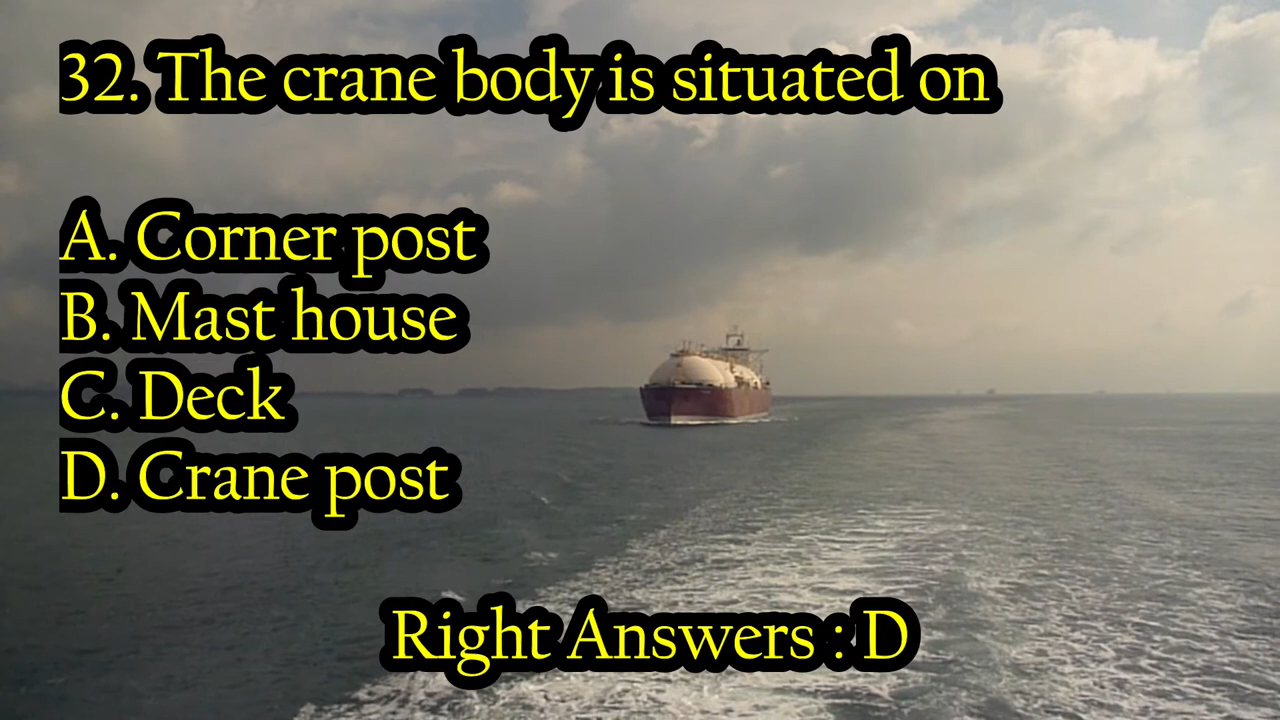 32. The crane body is situated on
A. Corner post
B. Mast house
C. Deck
D. Crane post
Right Answers : D